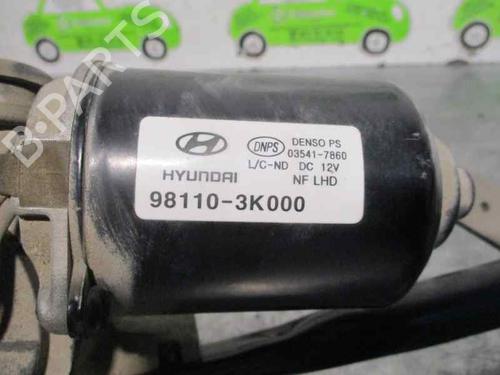 B-PARTS
DNPS
DENSO PS
03541-7860
L/C-ND DC 12V
HYUNDAI
NF LHD
98110-3K000